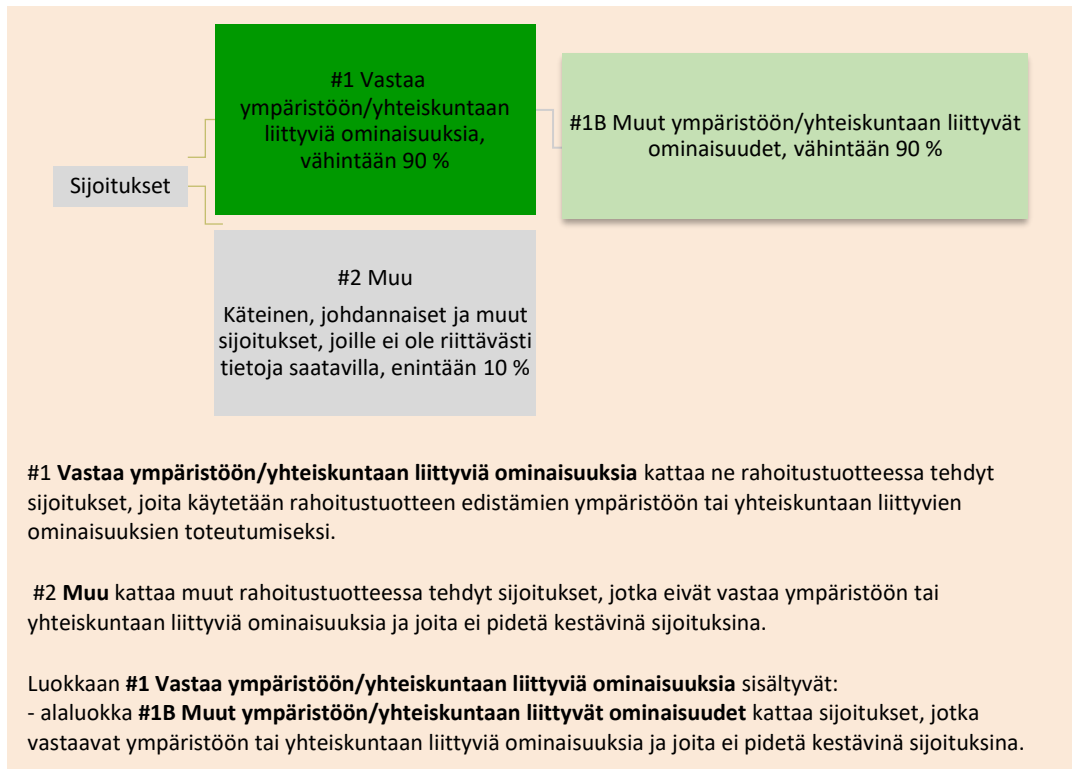 #1 Vastaa
ympäristöön/yhteiskuntaan
liittyviä ominaisuuksia,
vähintään 90 %
#1B Muut ympäristöön/yhteiskuntaan liittyvät
ominaisuudet, vähintään 90 %
Sijoitukset
#2 Muu
Käteinen, johdannaiset ja muut
sijoitukset, joille ei ole riittävästi
tietoja saatavilla, enintään 10 %
#1 Vastaa ympäristöön/yhteiskuntaan liittyviä ominaisuuksia kattaa ne rahoitustuotteessa tehdyt
sijoitukset, joita käytetään rahoitustuotteen edistämien ympäristöön tai yhteiskuntaan liittyvien
ominaisuuksien toteutumiseksi.
#2 Muu kattaa muut rahoitustuotteessa tehdyt sijoitukset, jotka eivät vastaa ympäristöön tai
yhteiskuntaan liittyviä ominaisuuksia ja joita ei pidetä kestävinä sijoituksina.
Luokkaan #1 Vastaa ympäristöön/yhteiskuntaan liittyviä ominaisuuksia sisältyvät:
- alaluokka #1B Muut ympäristöön/yhteiskuntaan liittyvät ominaisuudet kattaa sijoitukset, jotka
vastaavat ympäristöön tai yhteiskuntaan liittyviä ominaisuuksia ja joita ei pidetä kestävinä sijoituksina.